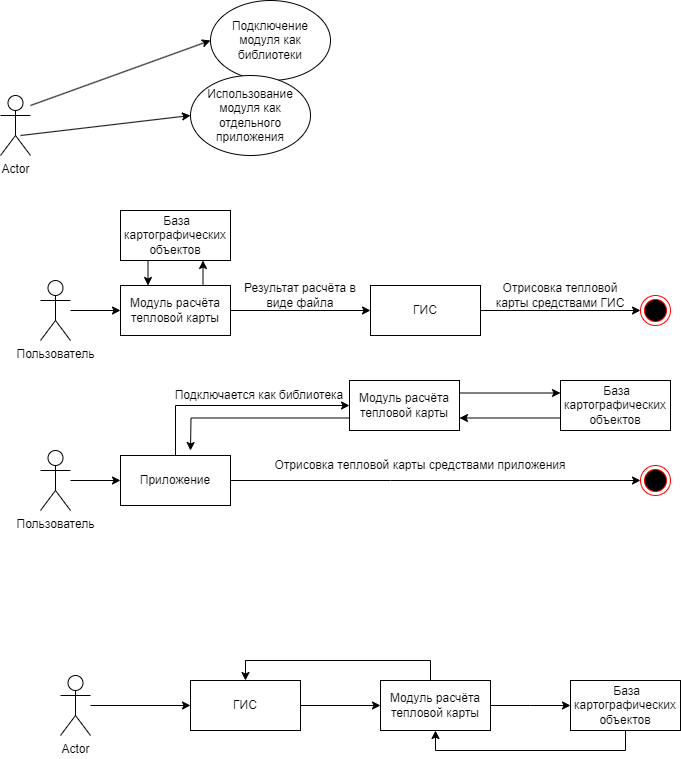 Подключение
модуля как
библиотеки
Использование
модуля как
отдельного
приложения
Actor
База
картографических
объектов
Модуль расчёта
тепловой карты
Результат расчёта в
виде файла
ГИС
Отрисовка тепловой
карты средствами ГИС
Пользователь
Подключается как библиотека
Модуль расчёта
тепловой карты
База
картографических
объектов
Приложение
Отрисовка тепловой карты средствами приложения
Пользователь
ГИС
Модуль расчёта
тепловой карты
База
картографических
объектов
Actor